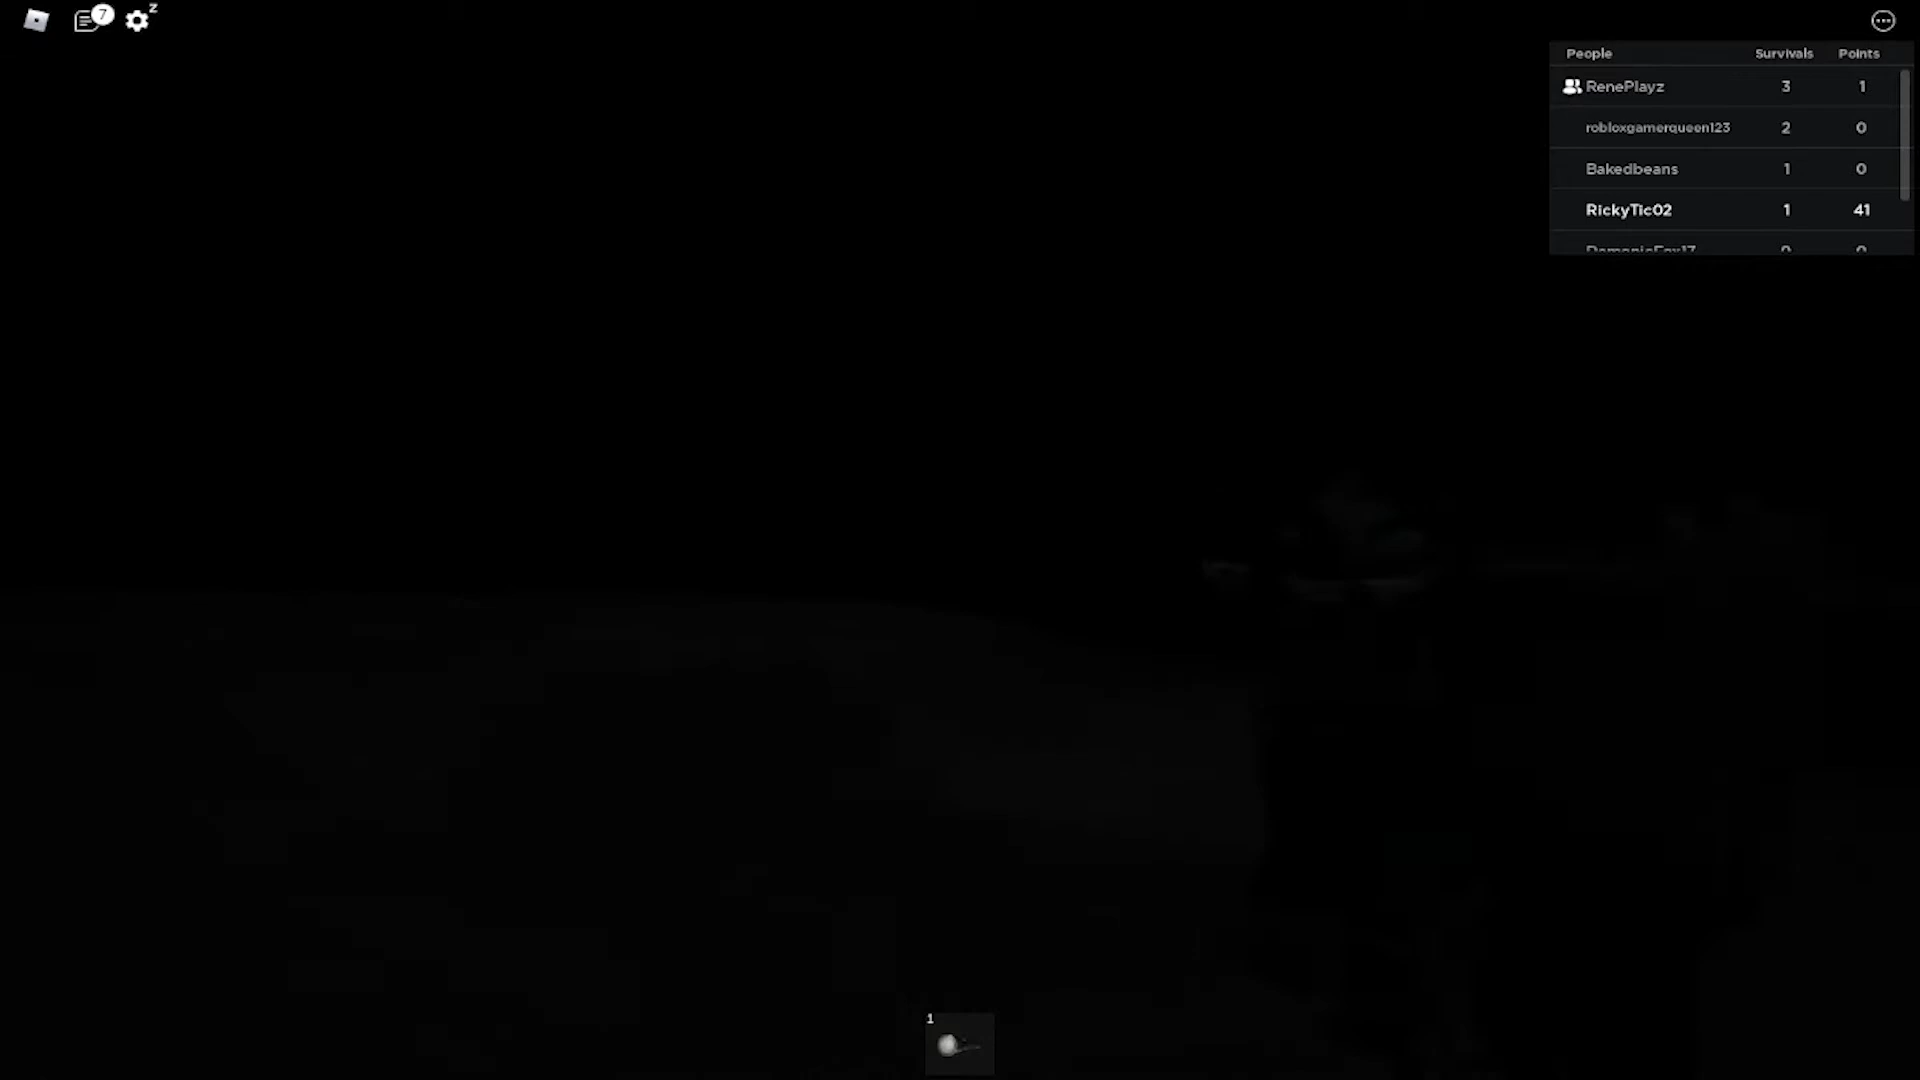 7
Z
People Survivals Points
RenePlayz 3 1
robloxgamerqueen123 2 0
Bakedbeans 1 0
RickyTic02 1 41
1